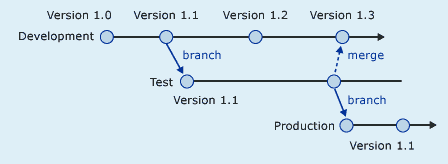 Version 1.0 Version 1.1 Version 1.2 Version 1.3
Development
branch merge
Test
Version 1.1
branch
Production
Version 1.1